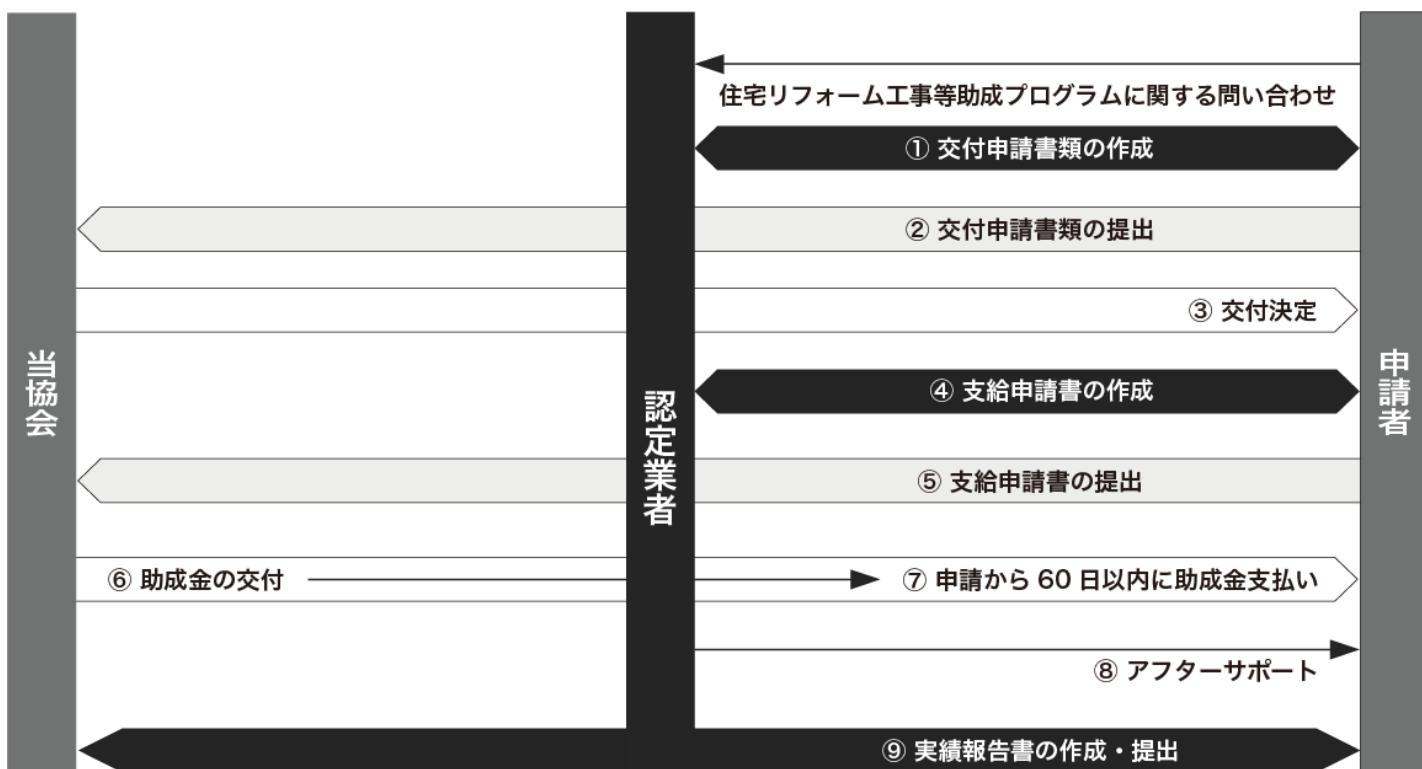 住宅リフォーム工事等助成プログラムに関する問い合わせ
① 交付申請書類の作成
② 交付申請書類の提出
③ 交付決定
当協会
認定業者
申請者
④ 支給申請書の作成
⑤ 支給申請書の提出
⑥ 助成金の交付
⑦ 申請から 60 日以内に助成金支払い
⑧ アフターサポート
⑨ 実績報告書の作成・提出